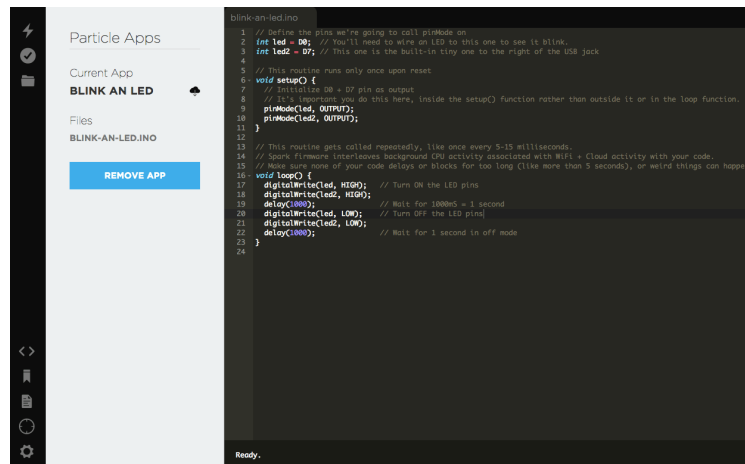 Particle Apps
Current App
BLINK AN LED
Files
BLINK-AN-LED.INO
REMOVE APP
blink-an-led.ino
1 // Define the pins we're going to call pinMode on
2 int led = D0; // You'll need to wire an LED to this one to see it blink.
3 int led2 = D7; // This one is the built-in tiny one to the right of the USB jack
4
5 // This routine runs only once upon reset
6 void setup() {
7 // Initialize D0 + D7 pin as output
8 // It's important you do this here, inside the setup() function rather than outside it or in the loop function.
9 pinMode(led, OUTPUT);
10 pinMode(led2, OUTPUT);
11 }
12
13 // This routine gets called repeatedly, like once every 5-15 milliseconds.
14 // Spark firmware interleaves background CPU activity associated with WiFi + Cloud activity with your code.
15 // Make sure none of your code delays or blocks for too long (like more than 5 seconds), or weird things can happe
16 void loop() {
17 digitalWrite(led, HIGH); // Turn ON the LED pins
18 digitalWrite(led2, HIGH);
19 delay(1000); // Wait for 1000mS = 1 second
20 digitalWrite(led, LOW); // Turn OFF the LED pins
21 digitalWrite(led2, LOW);
22 delay(1000); // Wait for 1 second in off mode
23 }
24
Ready.